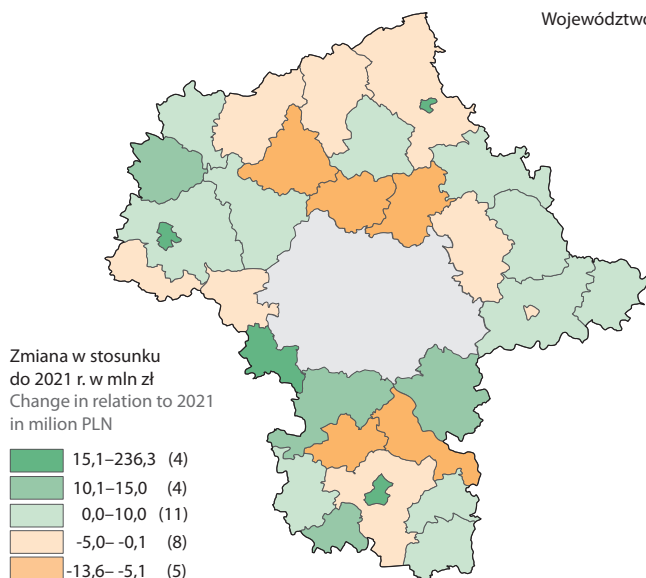 Województwo
Zmiana w stosunku
do 2021 r. w mln zł
Change in relation to 2021
in milion PLN
15,1–236,3 (4)
10,1–15,0 (4)
0,0–10,0 (11)
-5,0– -0,1 (8)
-13,6– -5,1 (5)